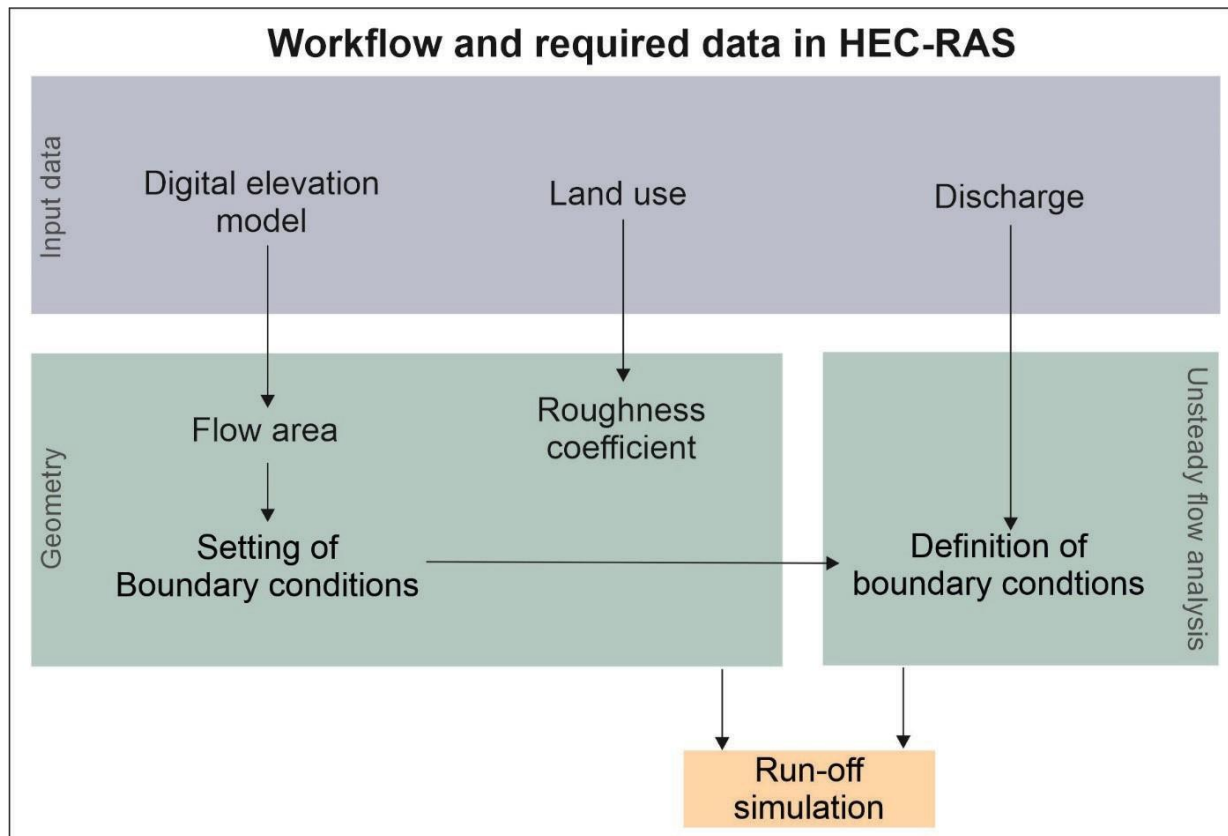 Workflow and required data in HEC-RAS
Input data
Digital elevation
model
Land use
Discharge
Geometry
Flow area
Roughness
coefficient
Setting of
Boundary conditions
Definition of
boundary condtions
Unsteady flow analysis
Run-off
simulation